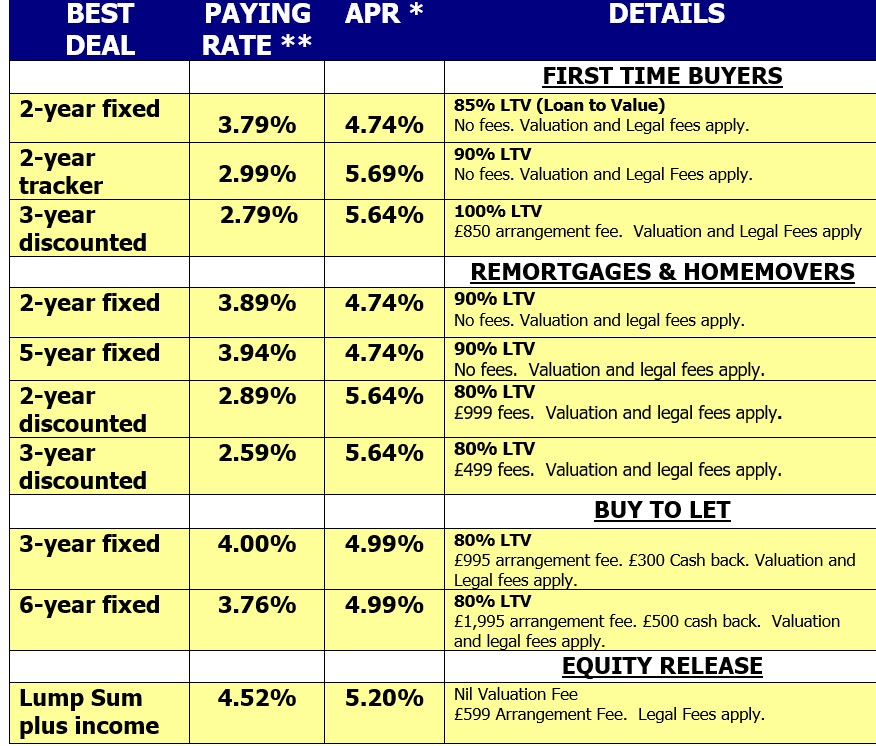 BEST DEAL PAYING RATE ** APR * DETAILS
FIRST TIME BUYERS
2-year fixed 3.79% 4.74% 85% LTV (Loan to Value)
No fees. Valuation and Legal fees apply.
2-year tracker 2.99% 5.69% 90% LTV
No fees. Valuation and Legal Fees apply.
3-year discounted 2.79% 5.64% 100% LTV
£850 arrangement fee.  Valuation and Legal Fees apply
REMORTGAGES & HOMEMOVERS
2-year fixed 3.89% 4.74% 90% LTV
No fees. Valuation and legal fees apply.
5-year fixed 3.94% 4.74% 90% LTV
No fees.  Valuation and legal fees apply.
2-year discounted 2.89% 5.64% 80% LTV
£999 fees.  Valuation and legal fees apply.
3-year discounted 2.59% 5.64% 80% LTV
£499 fees.  Valuation and legal fees apply.
BUY TO LET
3-year fixed 4.00% 4.99% 80% LTV
£995 arrangement fee. £300 Cash back. Valuation and
Legal fees apply.
6-year fixed 3.76% 4.99% 80% LTV
£1,995 arrangement fee. £500 cash back.  Valuation
and legal fees apply.
EQUITY RELEASE
Lump Sum plus income 4.52% 5.20% Nil Valuation Fee
£599 Arrangement Fee.  Legal Fees apply.